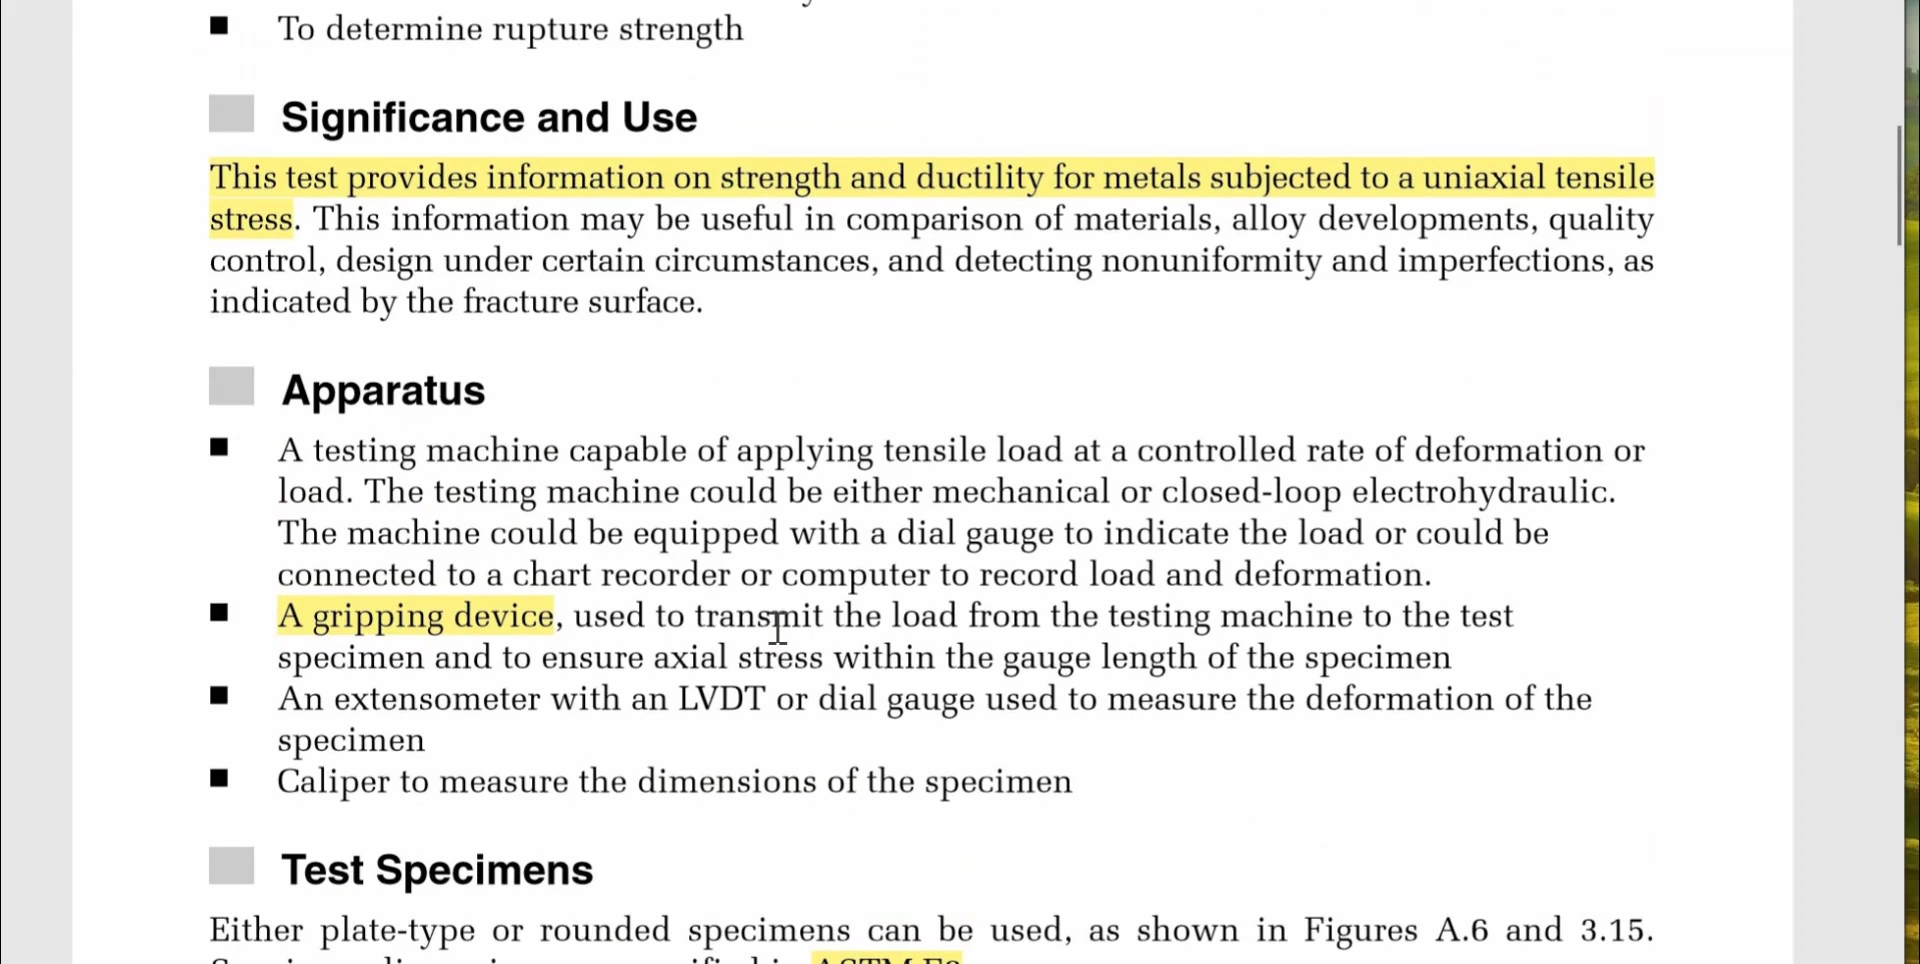 To determine rupture strength
Significance and Use
This test provides information on strength and ductility for metals subjected to a uniaxial tensile
stress. This information may be useful in comparison of materials, alloy developments, quality
control, design under certain circumstances, and detecting nonuniformity and imperfections, as
indicated by the fracture surface.
Apparatus
A testing machine capable of applying tensile load at a controlled rate of deformation or
load. The testing machine could be either mechanical or closed-loop electrohydraulic.
The machine could be equipped with a dial gauge to indicate the load or could be
connected to a chart recorder or computer to record load and deformation.
A gripping device, used to transmit the load from the testing machine to the test
specimen and to ensure axial stress within the gauge length of the specimen
An extensometer with an LVDT or dial gauge used to measure the deformation of the
specimen
Caliper to measure the dimensions of the specimen
Test Specimens
Either plate-type or rounded specimens can be used, as shown in Figures A.6 and 3.15.